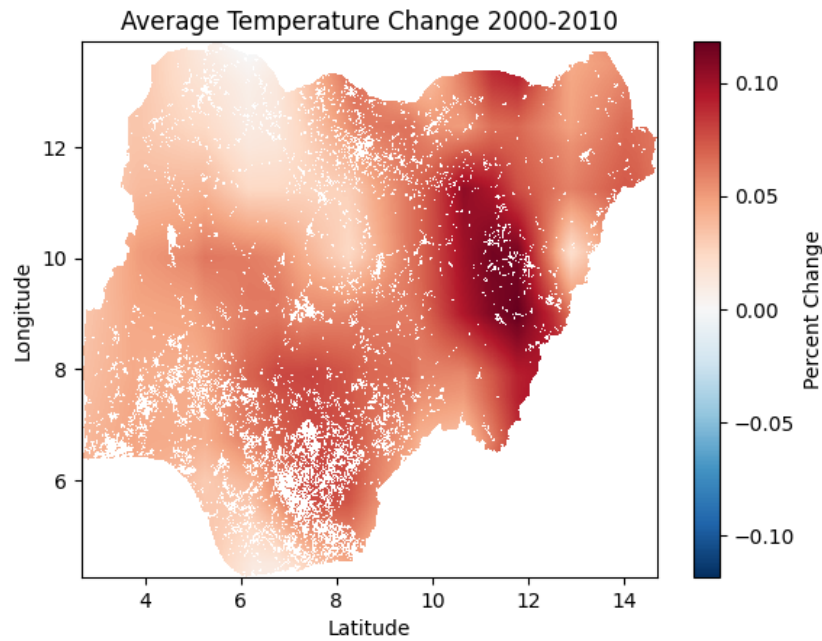 Average Temperature Change 2000-2010
12
10
8
6
Longitude
4 6 8 10 12 14
Latitude
0.10
0.05
0.00
−0.05
−0.10
Percent Change